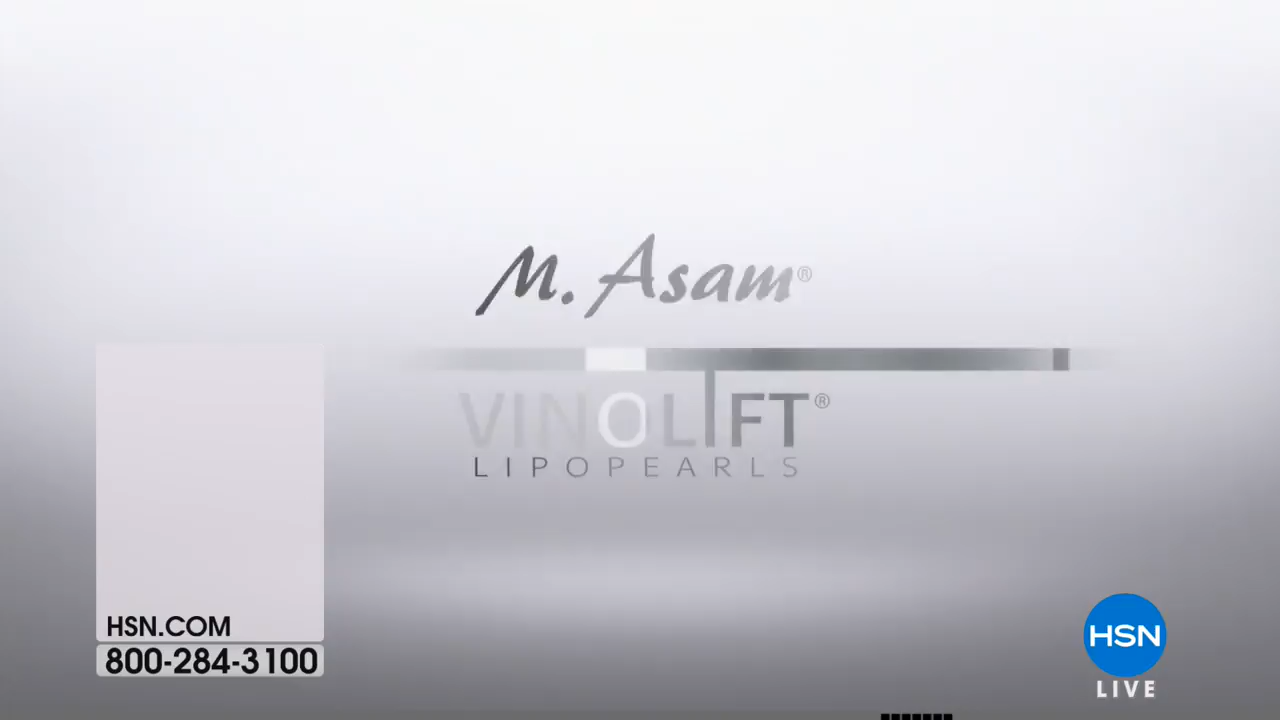 M. Asam®
VINOLIFT®
LIPOPEARLS
HSN.COM
800-284-3100
HSN
LIVE